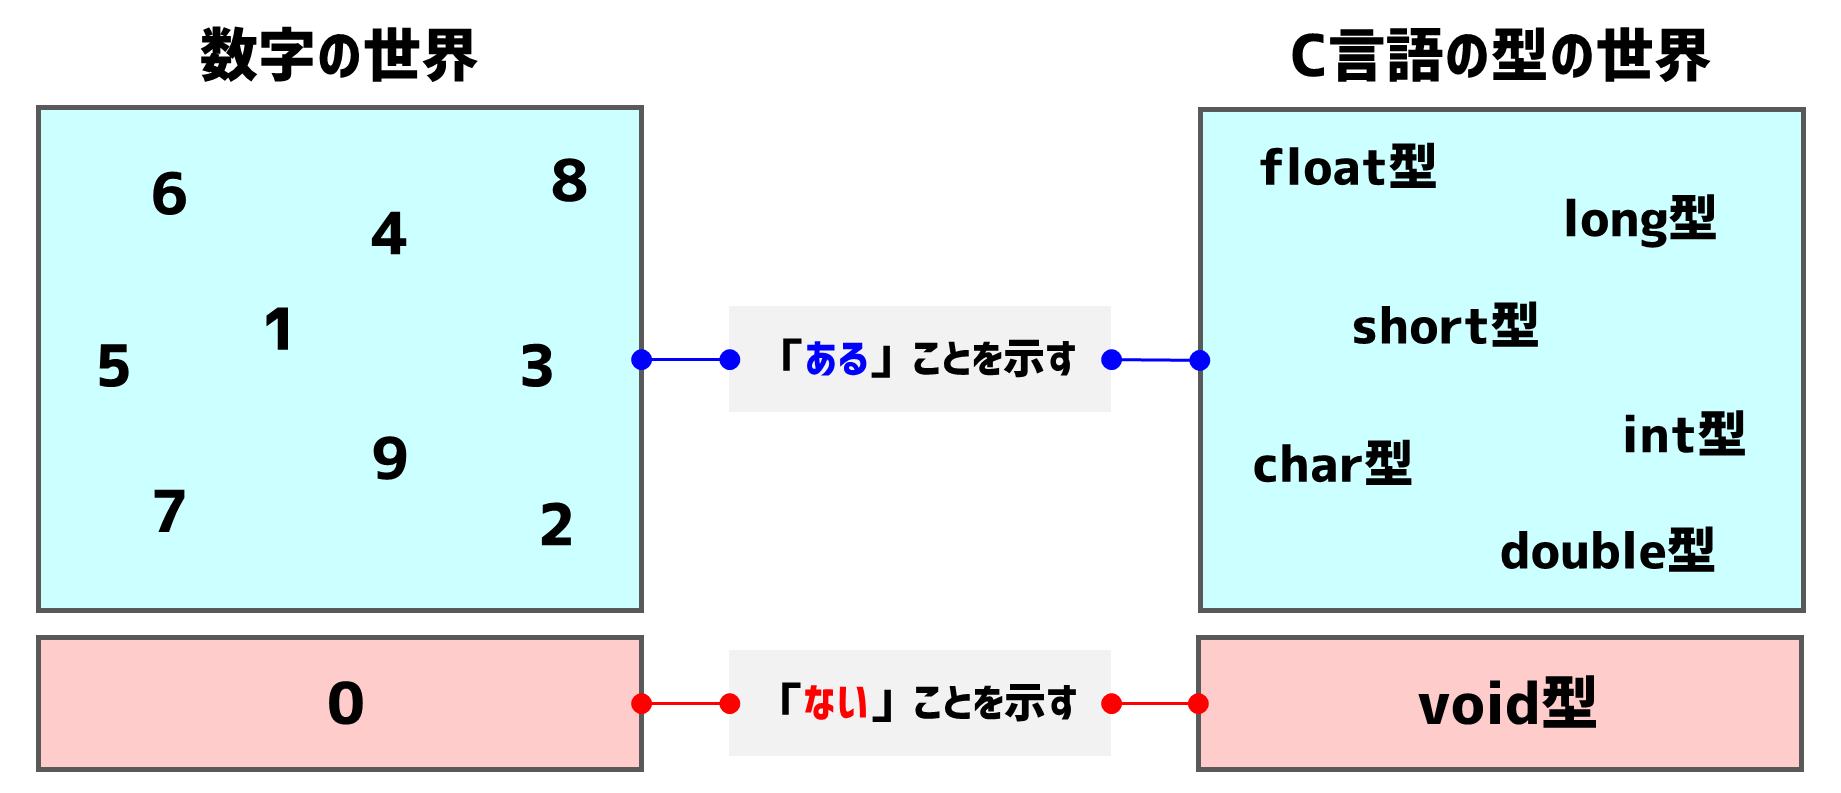 数字の世界
C言語の型の世界
6
8
4
1
5
3
9
7
2
「ある」ことを示す
float型
long型
short型
int型
char型
double型
0
「ない」ことを示す
void型